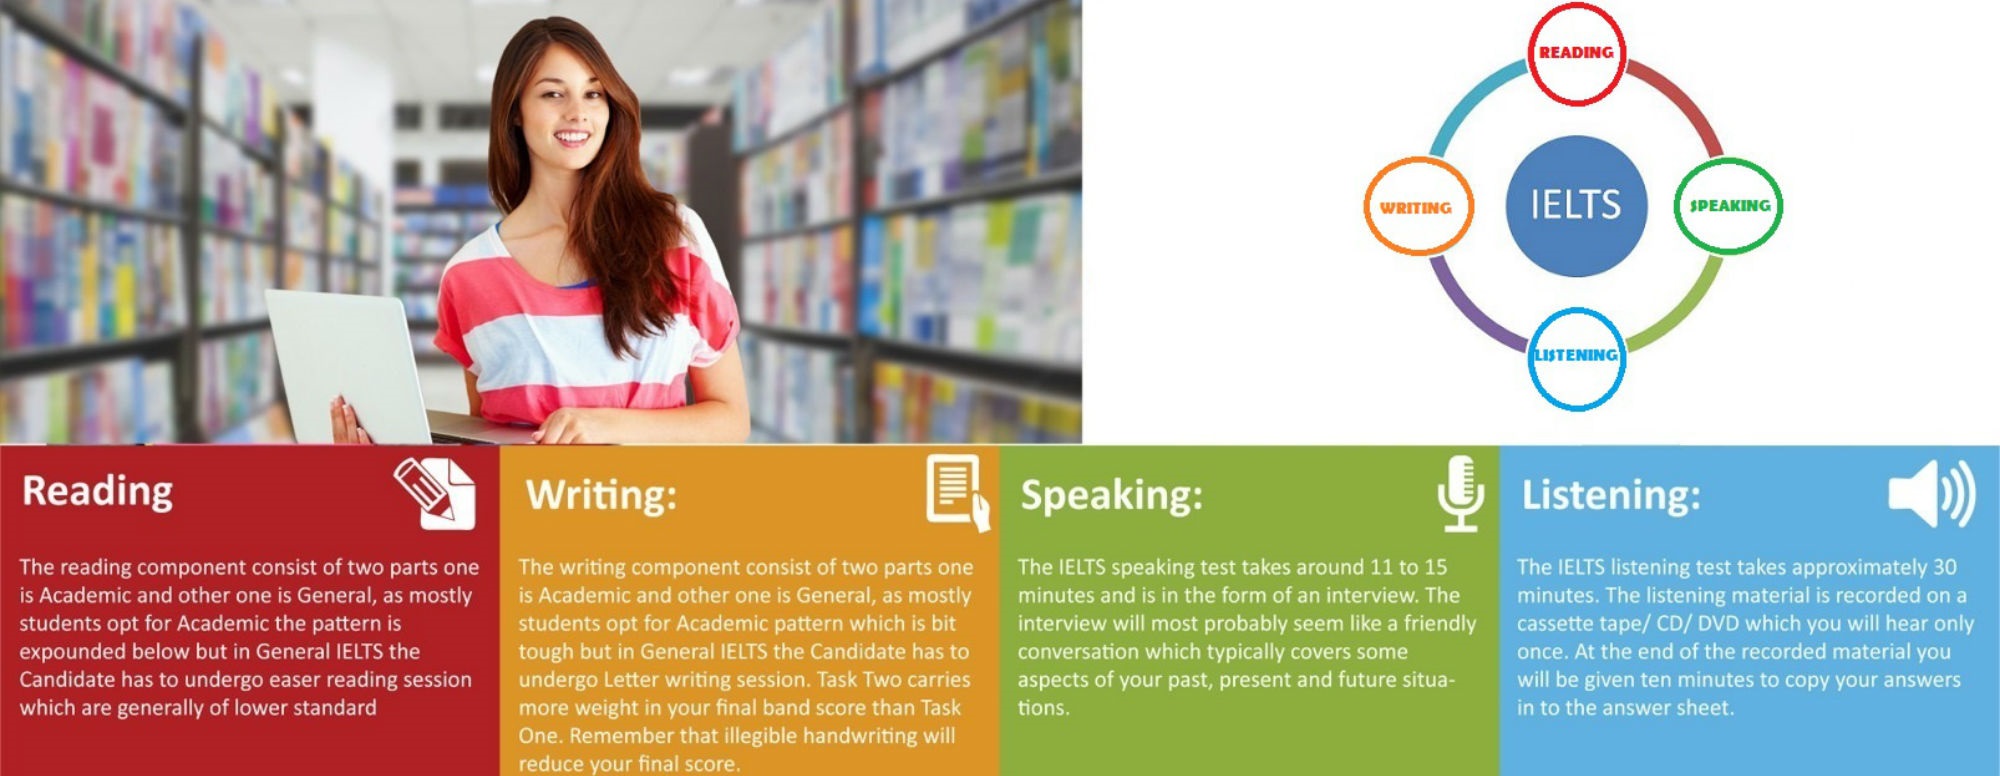 READING
WRITING
IELTS
SPEAKING
LISTENING
Reading
The reading component consist of two parts one
is Academic and other one is General, as mostly
students opt for Academic the pattern is
expounded below but in General IELTS the
Candidate has to undergo easer reading session
which are generally of lower standard
Writing:
The writing component consist of two parts one
is Academic and other one is General, as mostly
students opt for Academic pattern which is bit
tough but in General IELTS the Candidate has to
undergo Letter writing session. Task Two carries
more weight in your final band score than Task
One. Remember that illegible handwriting will
reduce your final score.
Speaking:
The IELTS speaking test takes around 11 to 15
minutes and is in the form of an interview. The
interview will most probably seem like a friendly
conversation which typically covers some
aspects of your past, present and future situa-
tions.
Listening:
The IELTS listening test takes approximately 30
minutes. The listening material is recorded on a
cassette tape/ CD/ DVD which you will hear only
once. At the end of the recorded material you
will be given ten minutes to copy your answers
in to the answer sheet.